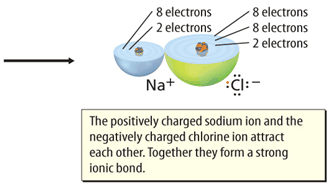 8 electrons
2 electrons
8 electrons
8 electrons
2 electrons
Na⁺
:Cl:⁻
The positively charged sodium ion and the
negatively charged chlorine ion attract
each other. Together they form a strong
ionic bond.